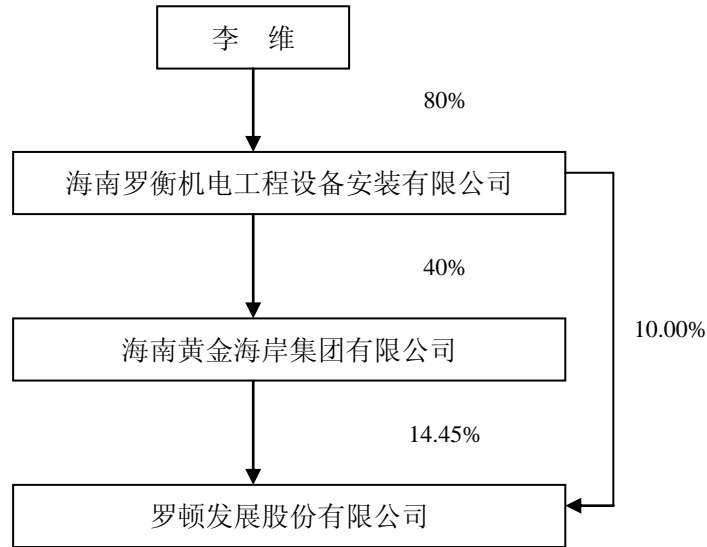 李 维
80%
海南罗衡机电工程设备安装有限公司
40%
10.00%
海南黄金海岸集团有限公司
14.45%
罗顿发展股份有限公司